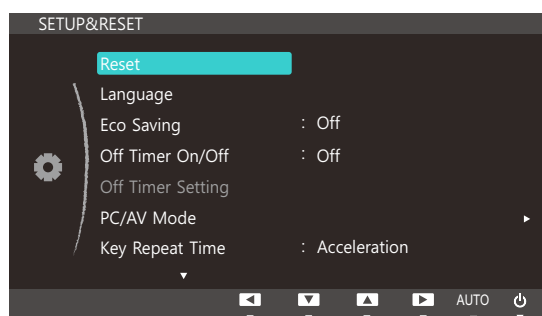 SETUP&RESET
Reset
Language
Eco Saving : Off
Off Timer On/Off : Off
Off Timer Setting
PC/AV Mode
Key Repeat Time : Acceleration
AUTO